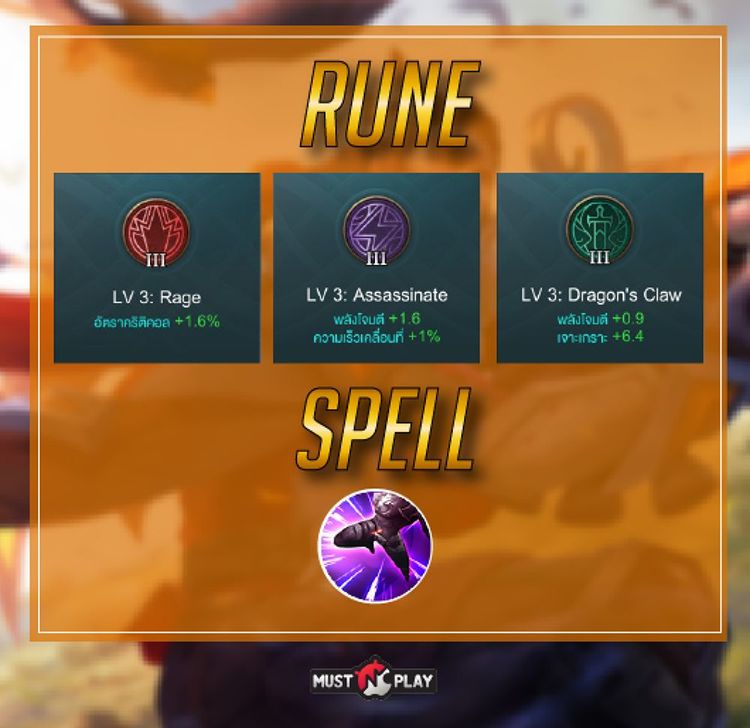 RUNE
III
LV 3: Rage
อัตราคริติคอล +1.6%
III
LV 3: Assassinate
พลังโจมตี +1.6
ความเร็วเคลื่อนที่ +1%
III
LV 3: Dragon's Claw
พลังโจมตี +0.9
เจาะเกราะ +6.4
SPELL
MUST PLAY